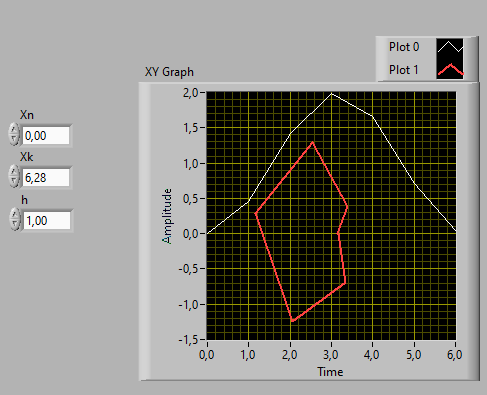 Plot 0
Plot 1
XY Graph
Xn
0,00
Xk
6,28
h
1,00
Amplitude
2,0
1,5
1,0
0,5
0,0
-0,5
-1,0
-1,5
0,0 1,0 2,0 3,0 4,0 5,0 6,0
Time